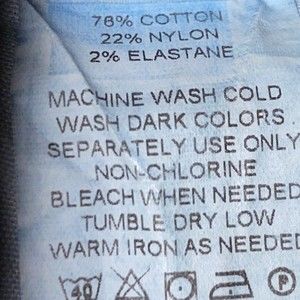 76% COTTON
22% NYLON
2% ELASTANE
MACHINE WASH COLD
WASH DARK COLORS
SEPARATELY USE ONLY
NON-CHLORINE
BLEACH WHEN NEEDED
TUMBLE DRY LOW
WARM IRON AS NEEDED
40